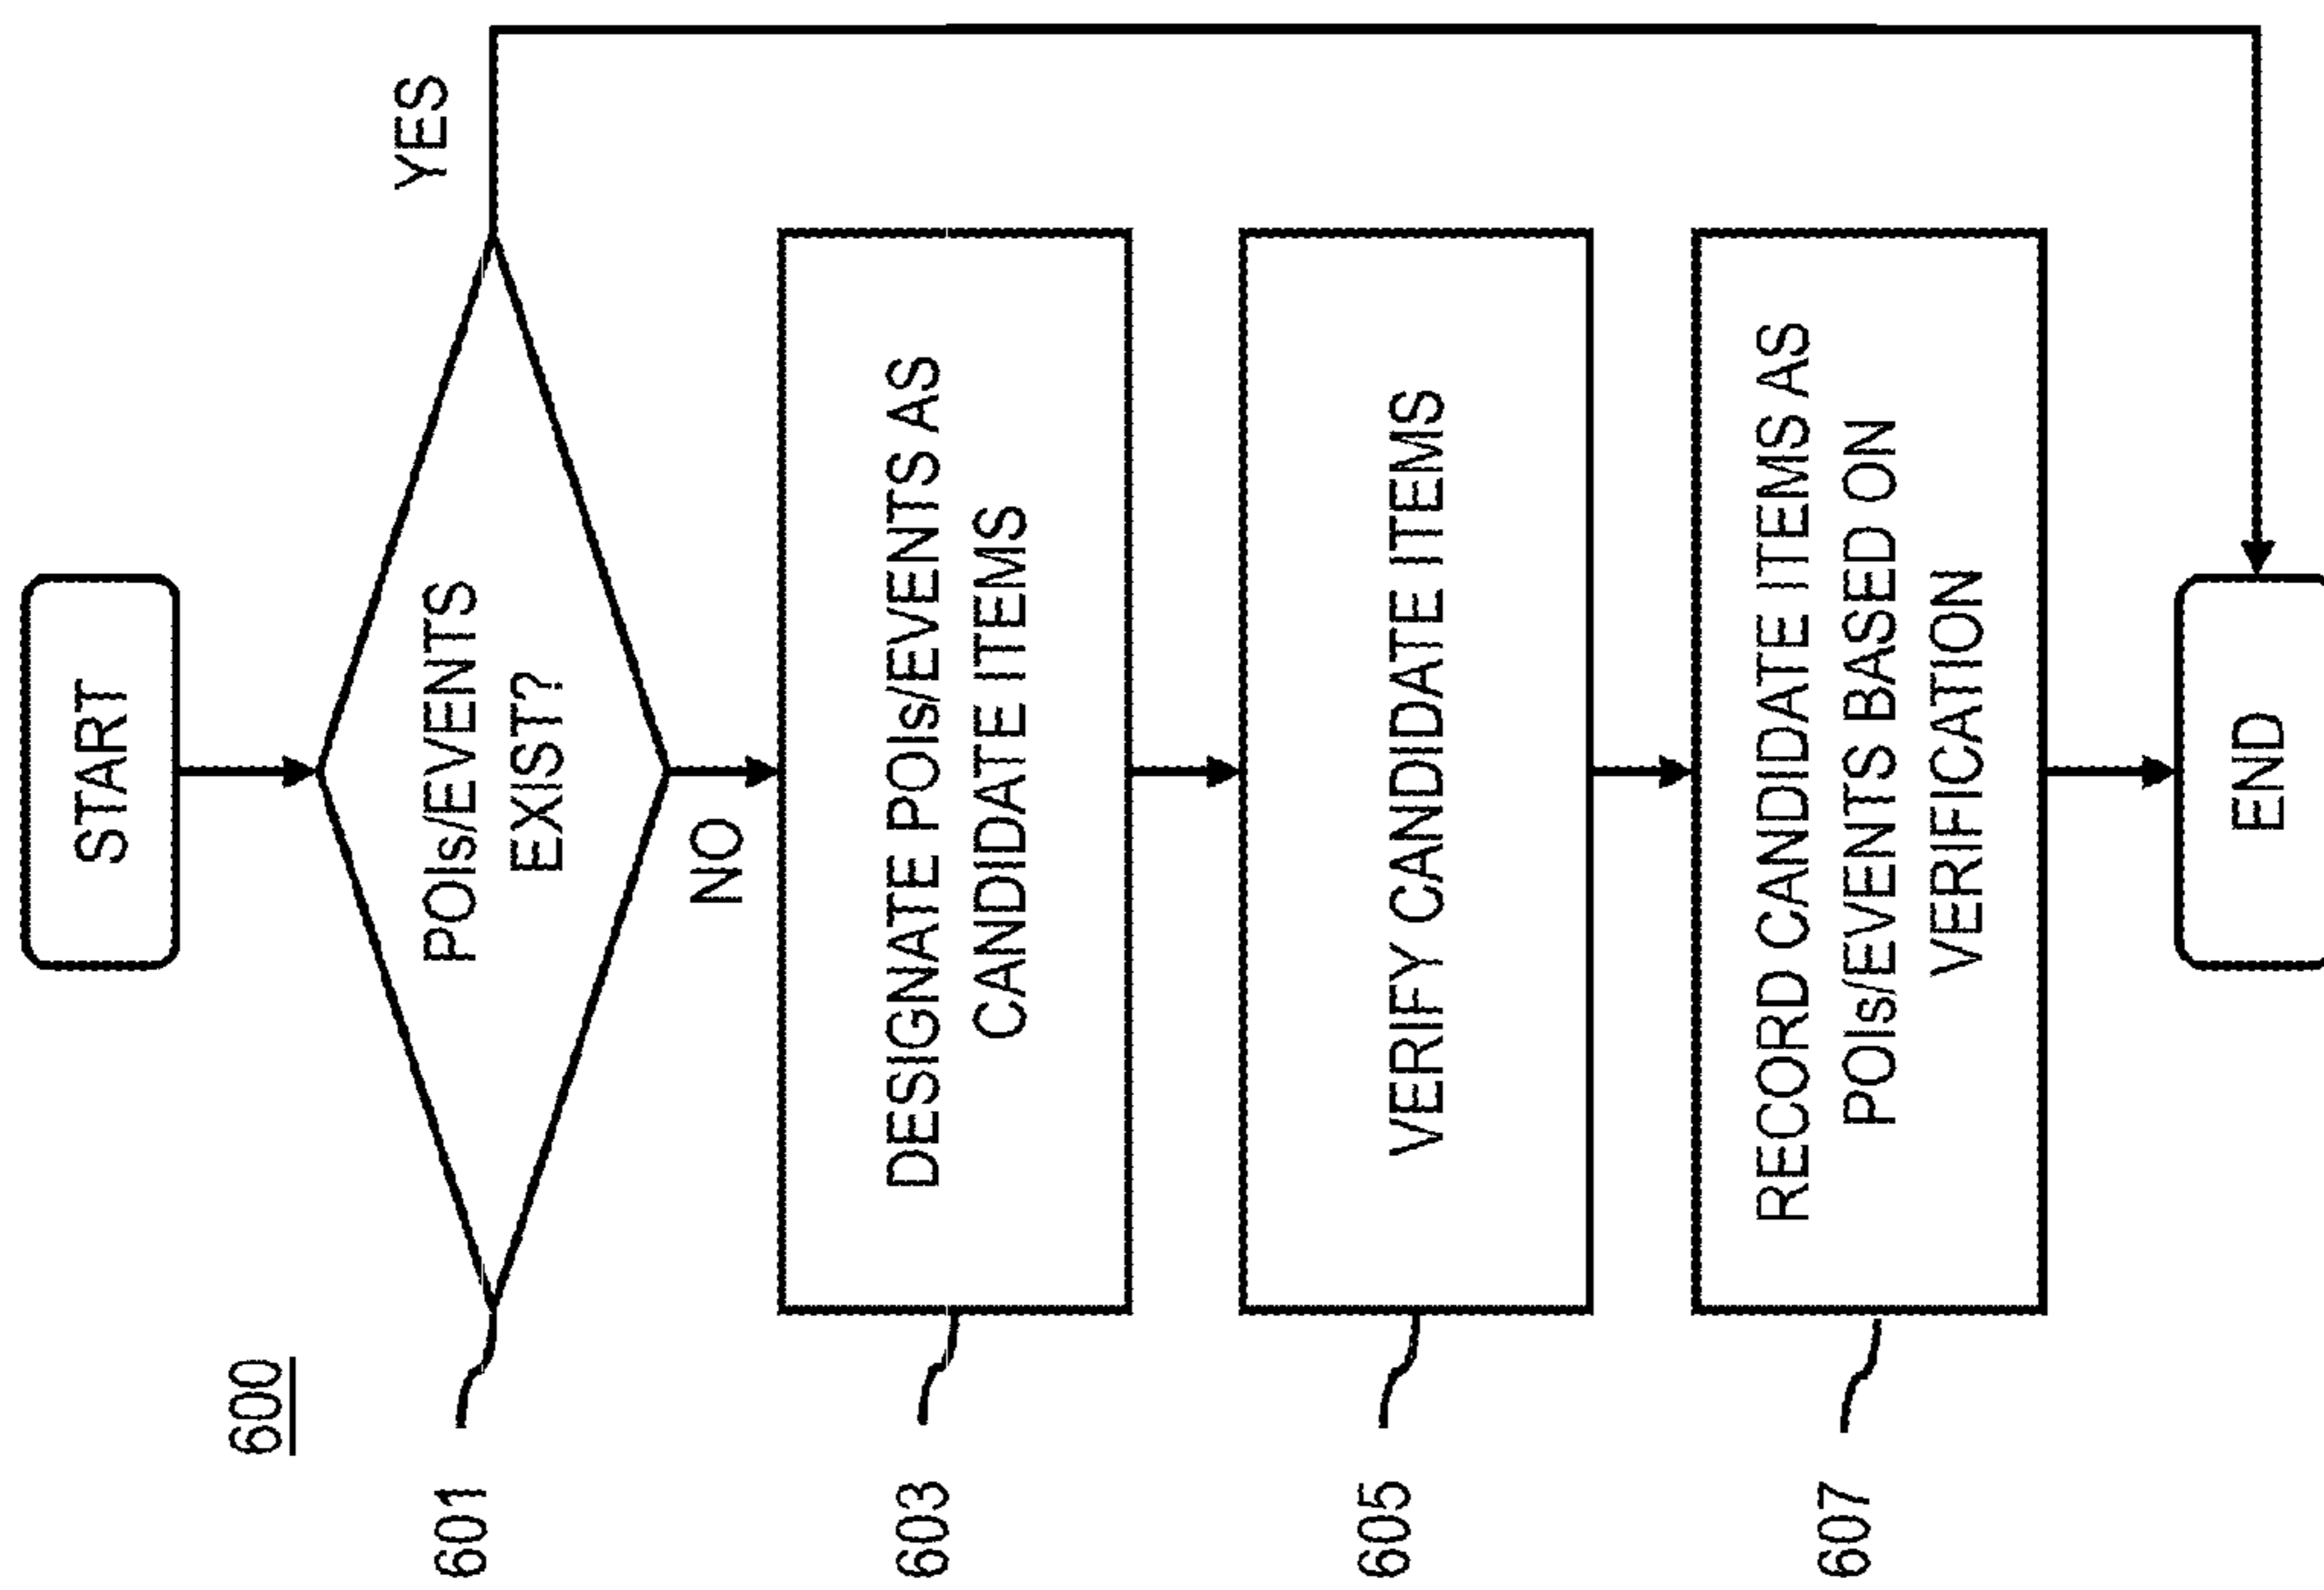 600
START
601
POIs/EVENTS
EXIST?
YES
NO
603
DESIGNATE POIs/EVENTS AS
CANDIDATE ITEMS
605
VERIFY CANDIDATE ITEMS
607
RECORD CANDIDATE ITEMS AS
POIs/EVENTS BASED ON
VERIFICATION
END